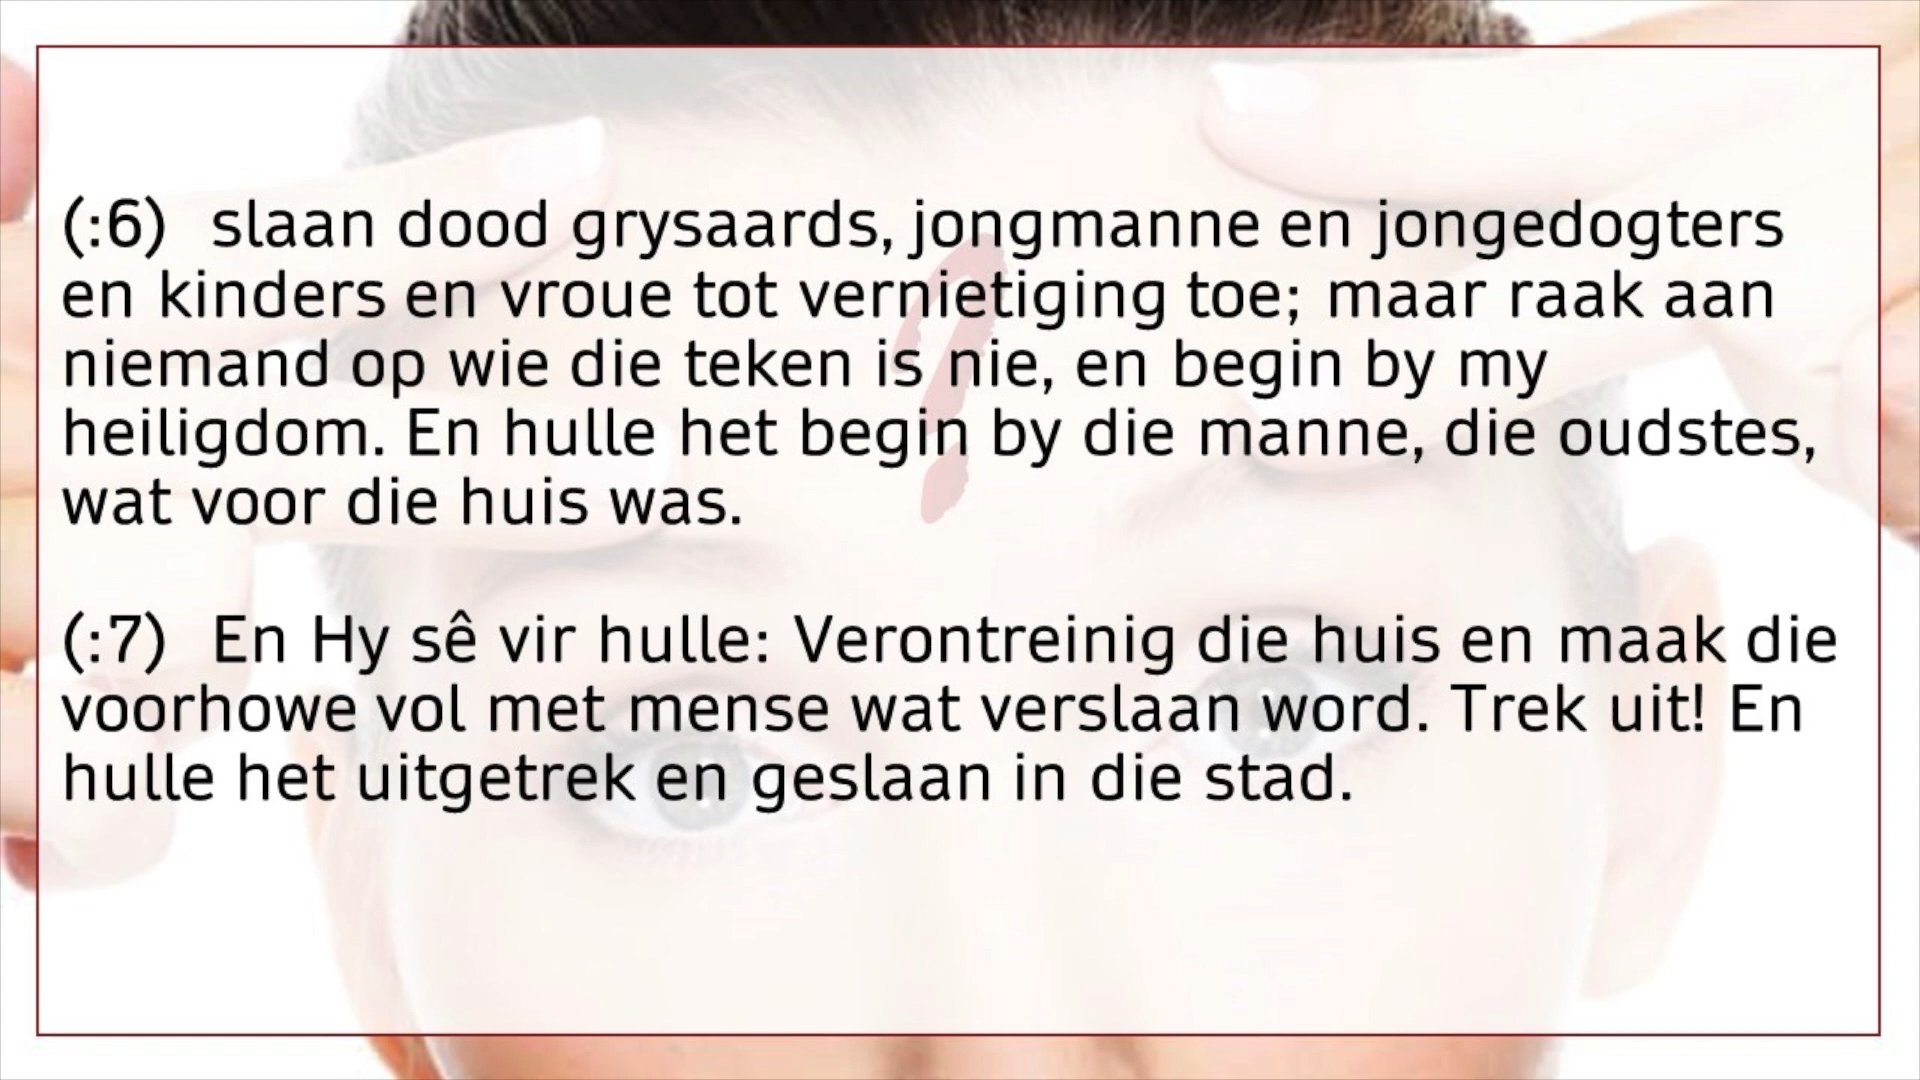 (:6) slaan dood grysaards, jongmanne en jongedogters
en kinders en vroue tot vernietiging toe; maar raak aan
niemand op wie die teken is nie, en begin by my
heiligdom. En hulle het begin by die manne, die oudstes,
wat voor die huis was.
(:7) En Hy sê vir hulle: Verontreinig die huis en maak die
voorhowe vol met mense wat verslaan word. Trek uit! En
hulle het uitgetrek en geslaan in die stad.